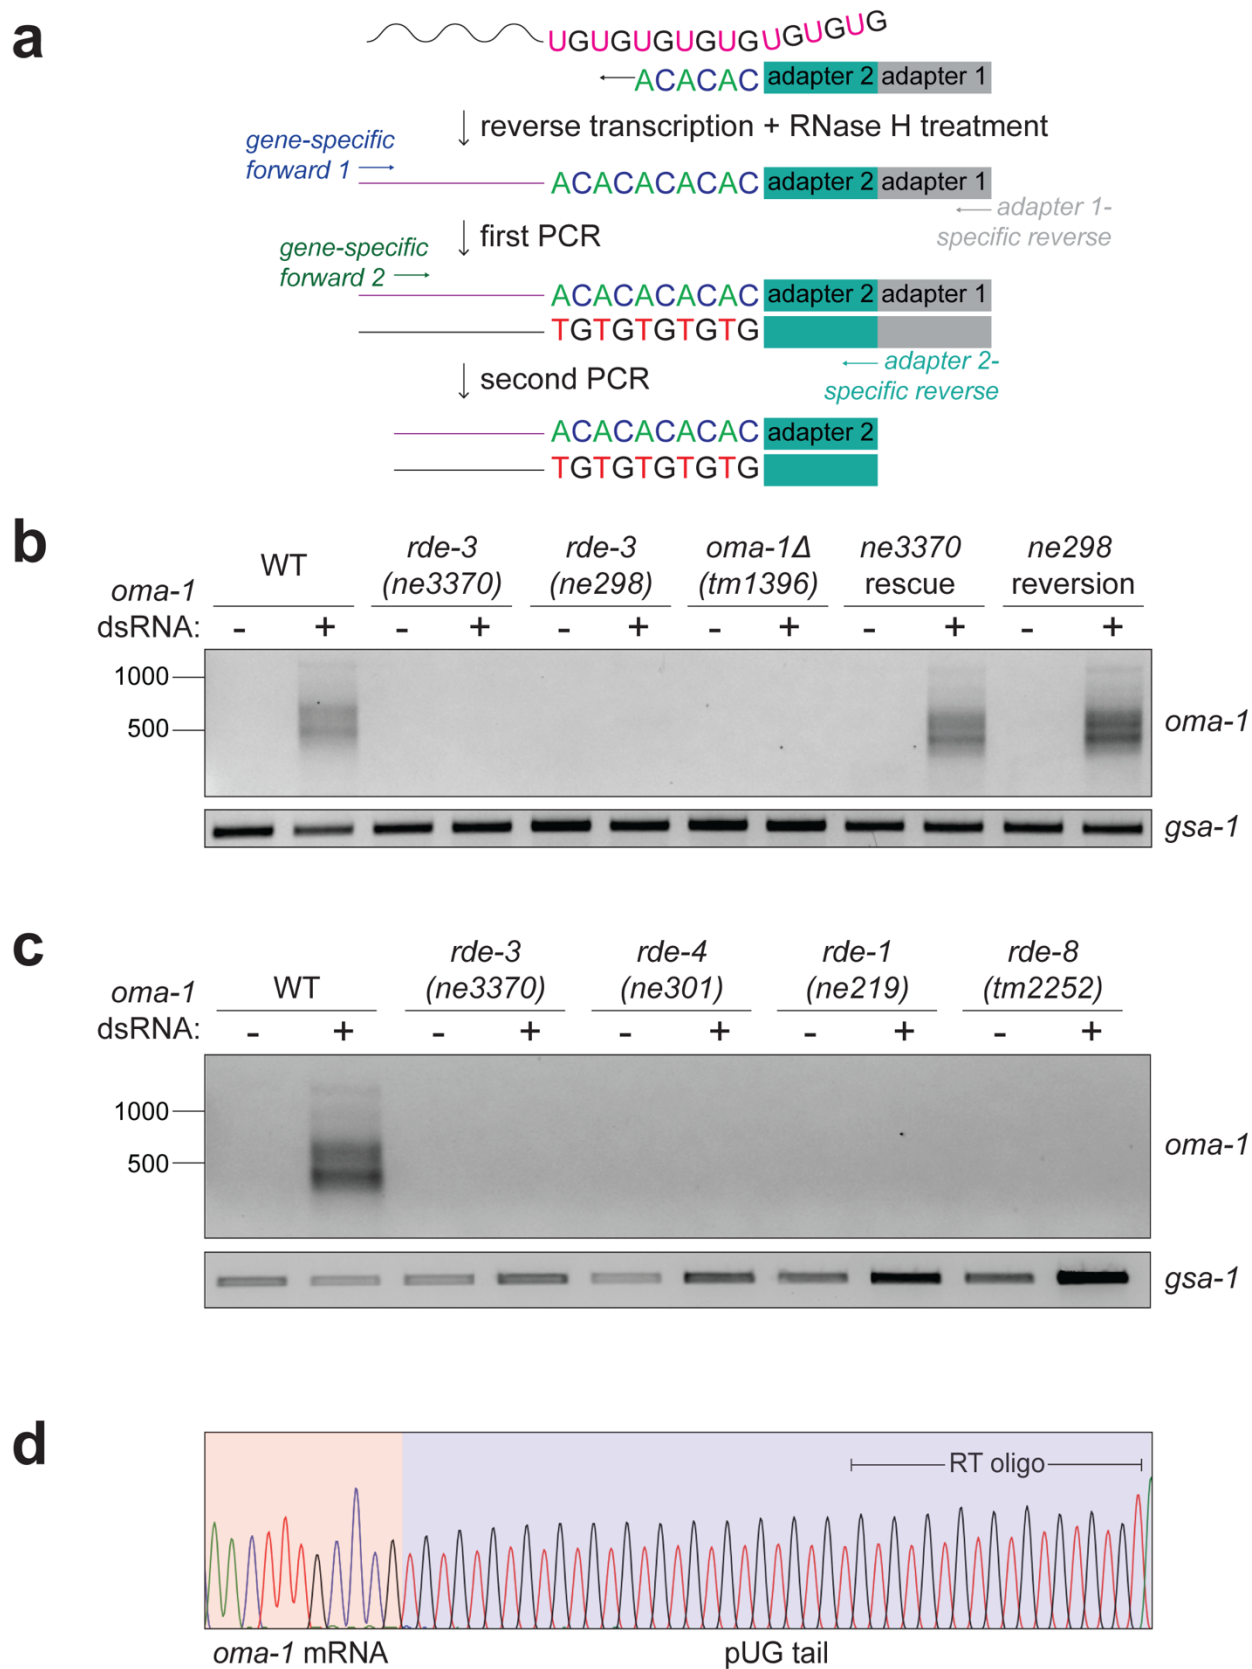 a
UGUGUGUGUGUGUGUG
ACACAC adapter 2 adapter 1
reverse transcription + RNase H treatment
gene-specific
forward 1
ACACACACAC adapter 2 adapter 1
adapter 1-
specific reverse
first PCR
gene-specific
forward 2
ACACACACAC adapter 2 adapter 1
TGTGTGTGTG
adapter 2-
specific reverse
second PCR
ACACACACAC adapter 2
TGTGTGTGTG
b
oma-1
dsRNA:
WT
rde-3
(ne3370)
rde-3
(ne298)
oma-1Δ
(tm1396)
ne3370
rescue
ne298
reversion
- + - + - + - + - + - +
1000
500
oma-1
gsa-1
c
oma-1
dsRNA:
WT
rde-3
(ne3370)
rde-4
(ne301)
rde-1
(ne219)
rde-8
(tm2252)
- + - + - + - + - +
1000
500
oma-1
gsa-1
d
RT oligo
oma-1 mRNA
pUG tail